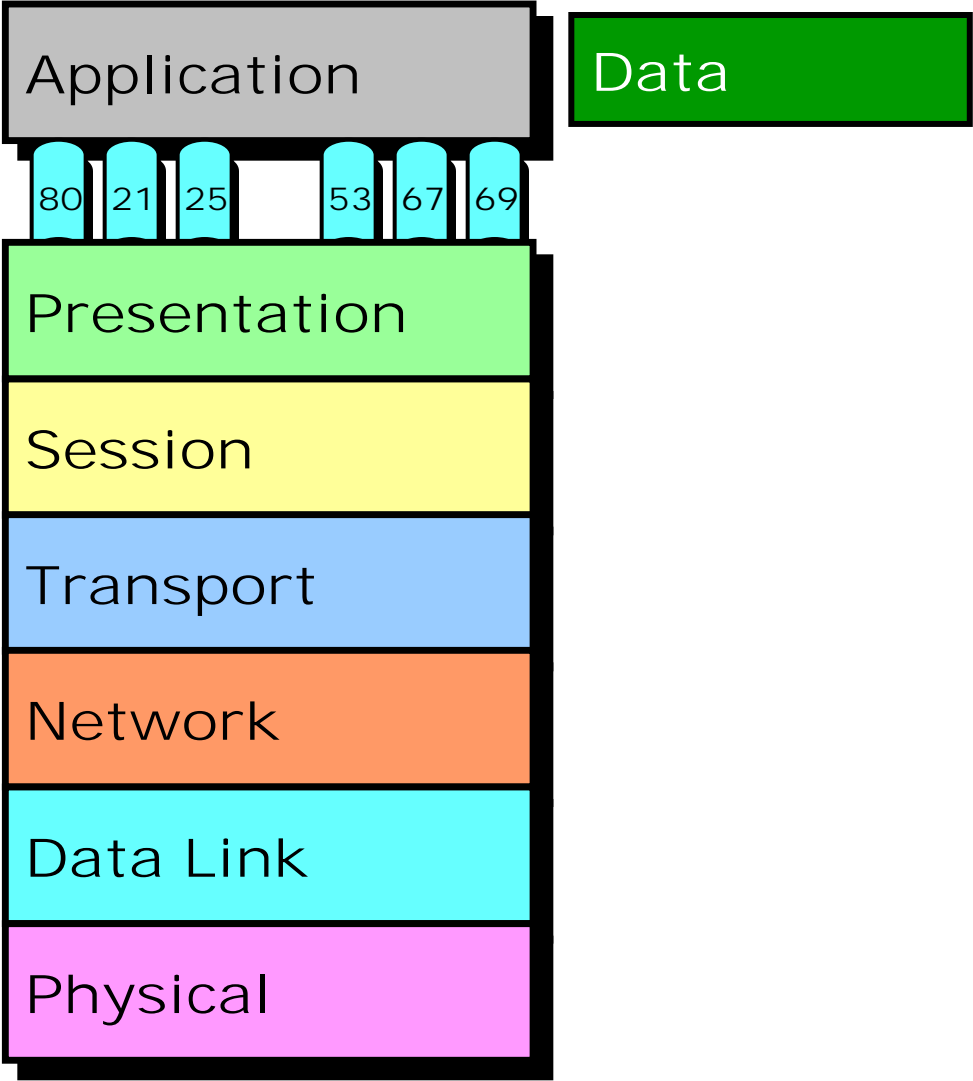 Application Data
80 21 25 53 67 69
Presentation
Session
Transport
Network
Data Link
Physical